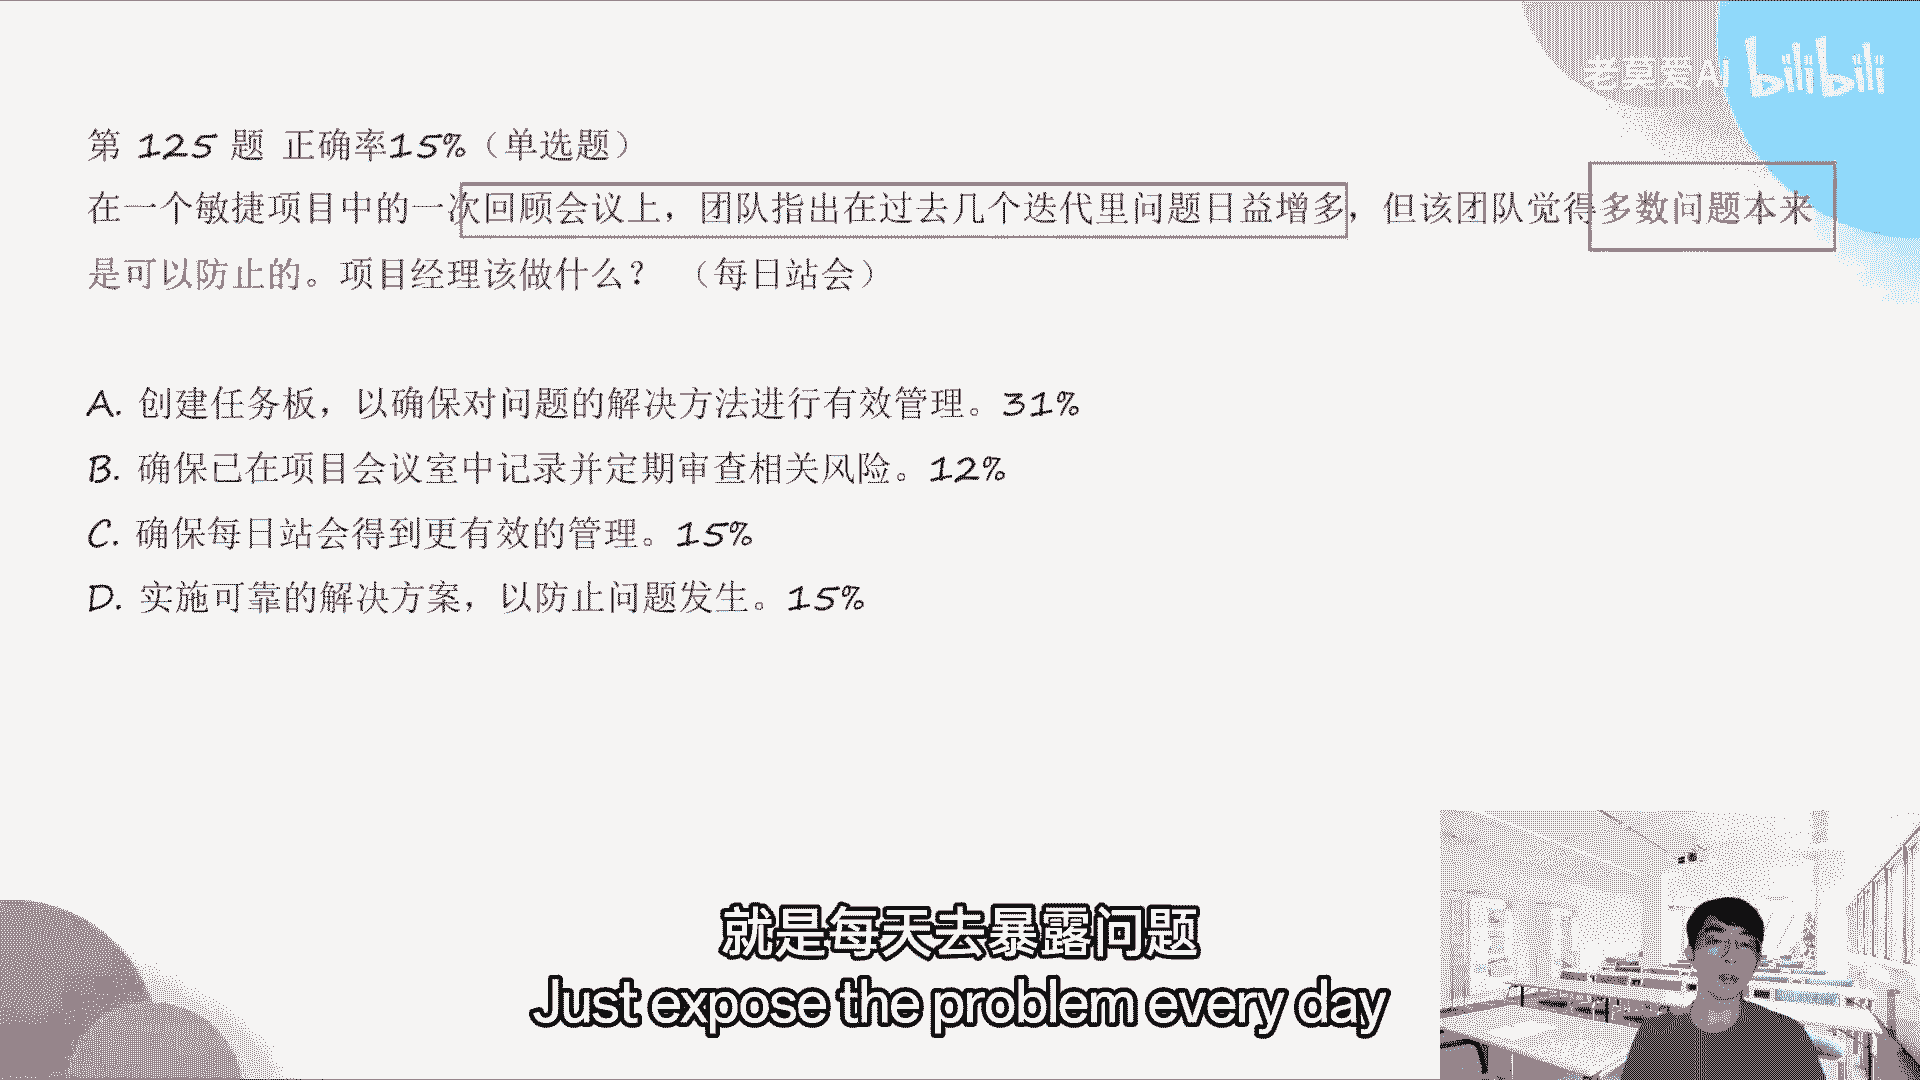 老莫爱AI bilibili
第 125 题 正确率15%（单选题）
在一个敏捷项目中的一次回顾会议上，团队指出在过去几个迭代里问题日益增多，但该团队觉得多数问题本来
是可以防止的。项目经理该做什么？ （每日站会）
A. 创建任务板，以确保对问题的解决方法进行有效管理。31%
B. 确保已在项目会议室中记录并定期审查相关风险。12%
C. 确保每日站会得到更有效的管理。15%
D. 实施可靠的解决方案，以防止问题发生。15%
就是每天去暴露问题
Just expose the problem every day